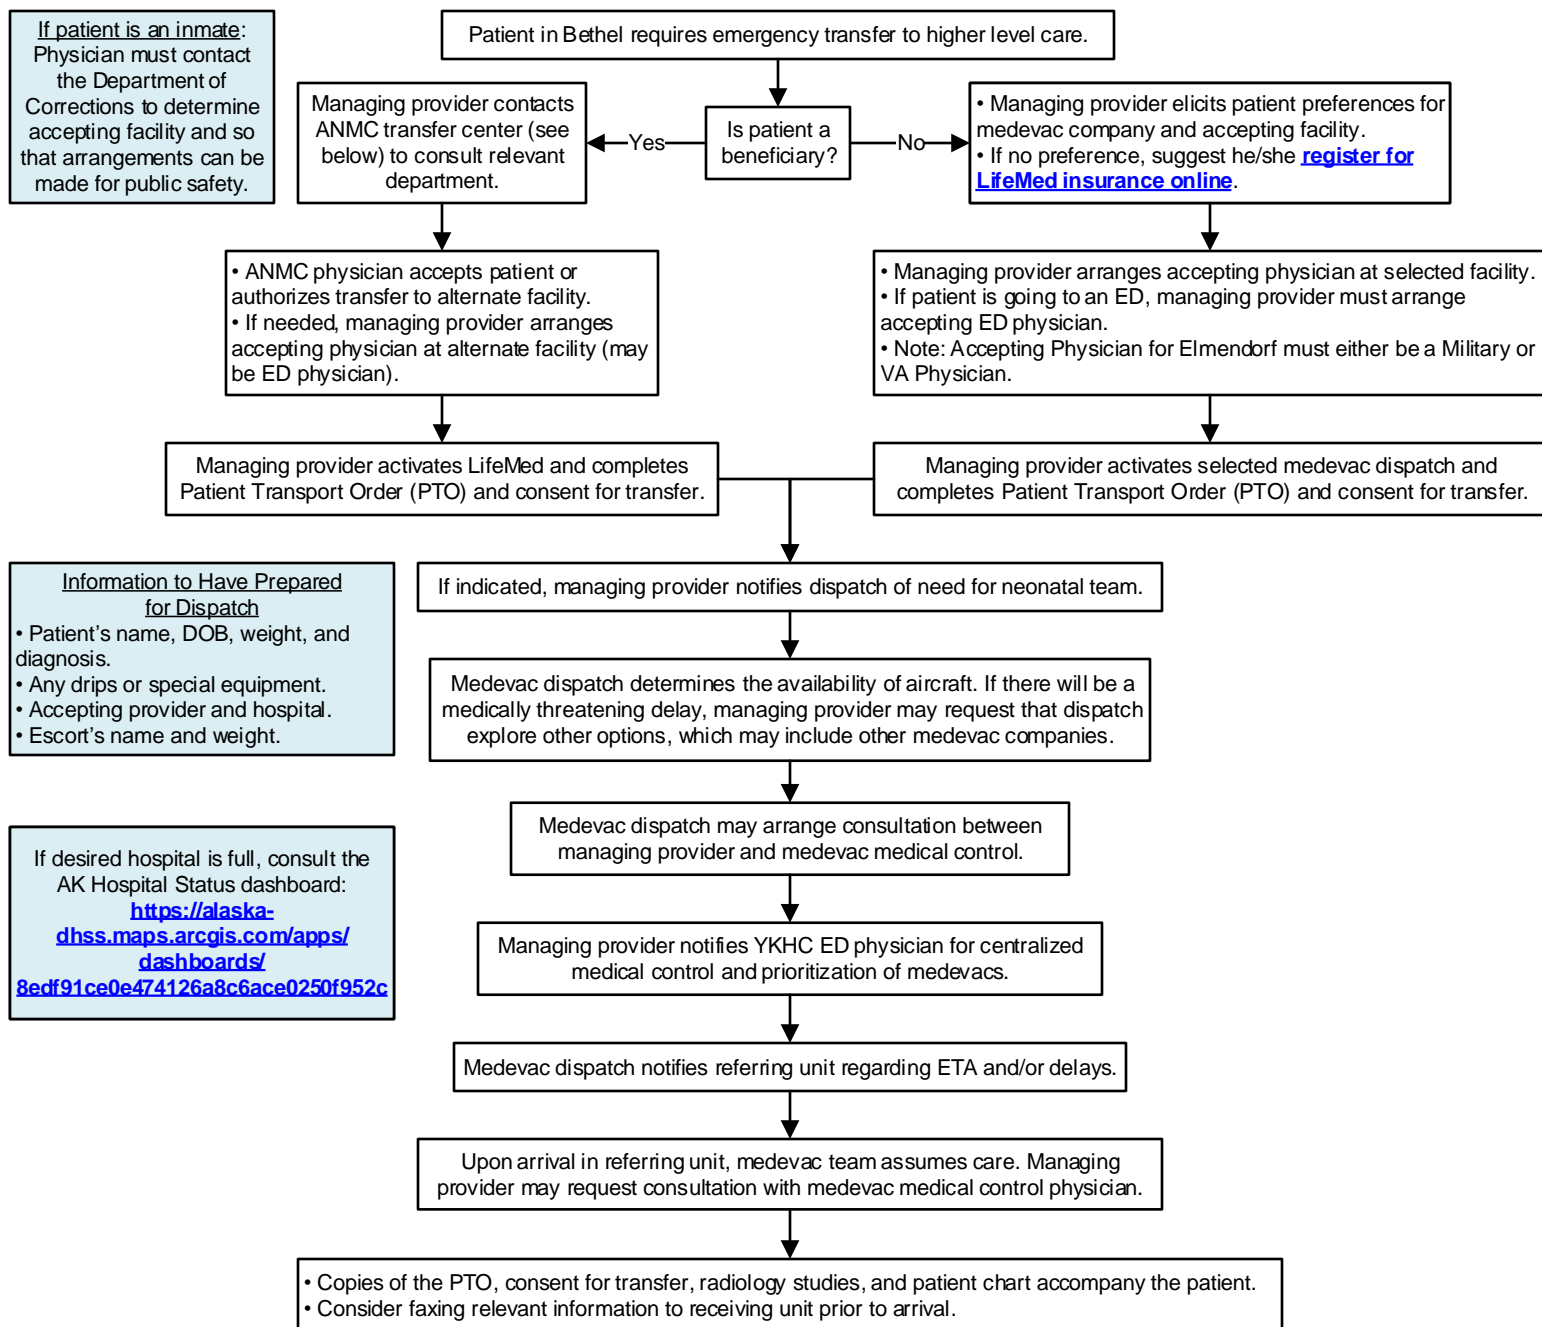 If patient is an inmate:
Physician must contact
the Department of
Corrections to determine
accepting facility and so
that arrangements can be
made for public safety.
Patient in Bethel requires emergency transfer to higher level care.
Managing provider contacts
ANMC transfer center (see
below) to consult relevant
department.
Yes
Is patient a
beneficiary?
No
• Managing provider elicits patient preferences for
medevac company and accepting facility.
• If no preference, suggest he/she register for
LifeMed insurance online.
• ANMC physician accepts patient or
authorizes transfer to alternate facility.
• If needed, managing provider arranges
accepting physician at alternate facility (may
be ED physician).
• Managing provider arranges accepting physician at selected facility.
• If patient is going to an ED, managing provider must arrange
accepting ED physician.
• Note: Accepting Physician for Elmendorf must either be a Military or
VA Physician.
Managing provider activates LifeMed and completes
Patient Transport Order (PTO) and consent for transfer.
Managing provider activates selected medevac dispatch and
completes Patient Transport Order (PTO) and consent for transfer.
Information to Have Prepared
for Dispatch
• Patient's name, DOB, weight, and
diagnosis.
• Any drips or special equipment.
• Accepting provider and hospital.
• Escort's name and weight.
If indicated, managing provider notifies dispatch of need for neonatal team.
Medevac dispatch determines the availability of aircraft. If there will be a
medically threatening delay, managing provider may request that dispatch
explore other options, which may include other medevac companies.
Medevac dispatch may arrange consultation between
managing provider and medevac medical control.
If desired hospital is full, consult the
AK Hospital Status dashboard:
https://alaska-
dhss.maps.arcgis.com/apps/
dashboards/
8edf91ce0e474126a8c6ace0250f952c
Managing provider notifies YKHC ED physician for centralized
medical control and prioritization of medevacs.
Medevac dispatch notifies referring unit regarding ETA and/or delays.
Upon arrival in referring unit, medevac team assumes care. Managing
provider may request consultation with medevac medical control physician.
• Copies of the PTO, consent for transfer, radiology studies, and patient chart accompany the patient.
• Consider faxing relevant information to receiving unit prior to arrival.